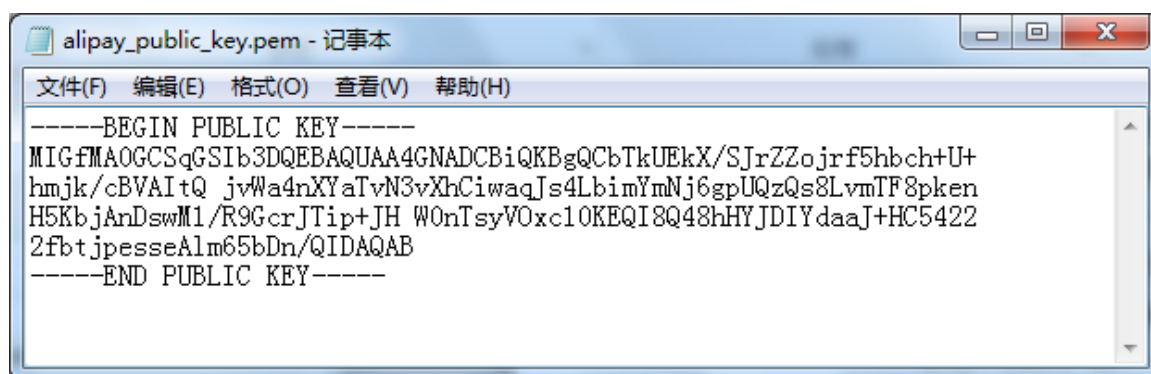 alipay_public_key.pem - 记事本
文件(F) 编辑(E) 格式(O) 查看(V) 帮助(H)
-----BEGIN PUBLIC KEY-----
MIGfMA0GCSqGSIb3DQEBAQUAA4GNADCBiQKBgQCbTkUEkX/SJrZZojrf5hbch+U+
hmjk/cBVAItQ jvWa4nXYaTvN3vXhCiwaqJs4LbimYmNj6gpUQzQs8LvmTF8pken
H5KbjAnDswM1/R9GcrJTip+JH WOnTsyVOxc10KEQI8Q48hHYJDIYdaaJ+HC5422
2fbtjpesseAlm65bDn/QIDAQAB
-----END PUBLIC KEY-----